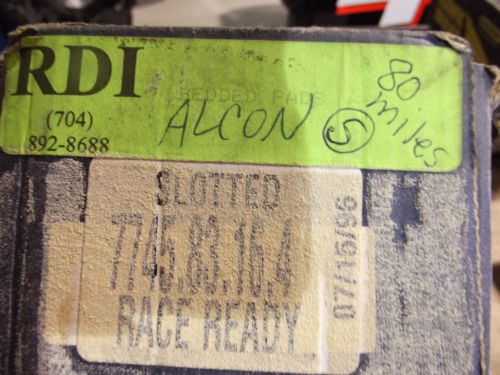 RDI
BEDDED PADS
(704)
892-8688
ALCON S
80 miles
SLOTTED
7745.83.16.4
RACE READY
07/15/96